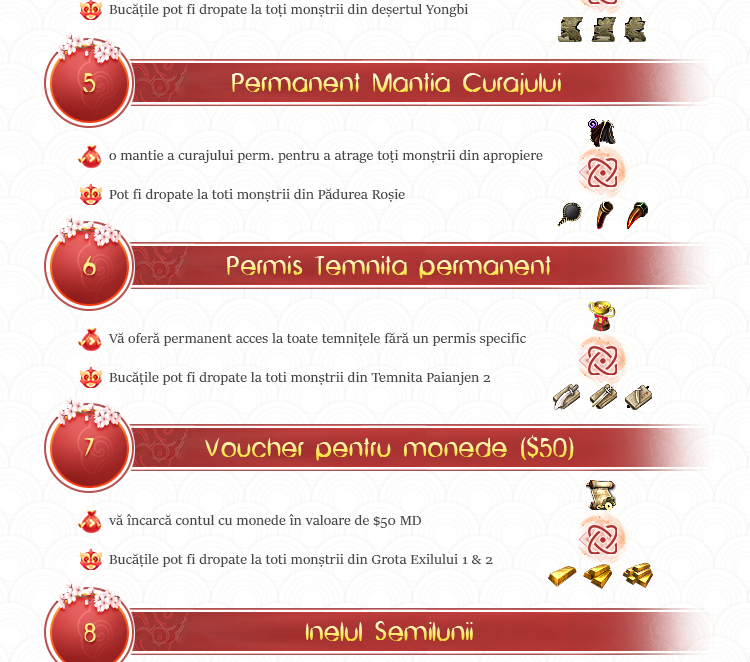 Bucățile pot fi dropate la toți monștrii din deșertul Yongbi
5
Permanent Mantia Curajului
o mantie a curajului perm. pentru a atrage toți monștrii din apropiere
Pot fi dropate la toti monștrii din Pădurea Roșie
6
Permis Temnita permanent
Vă oferă permanent acces la toate temnițele fără un permis specific
Bucățile pot fi dropate la toti monștrii din Temnita Paianjen 2
7
Voucher pentru monede ($50)
vă încarcă contul cu monede în valoare de $50 MD
Bucățile pot fi dropate la toti monștrii din Grota Exilului 1 & 2
8
Inelul Semilunii